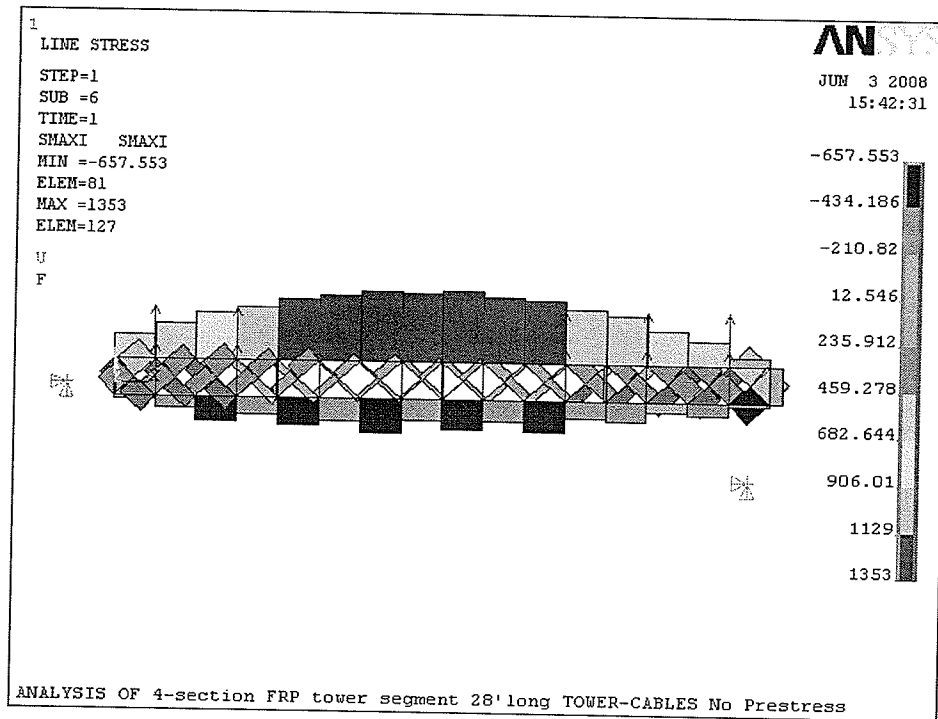 1
LINE STRESS
STEP=1
SUB =6
TIME=1
SMAXI SMAXI
MIN =-657.553
ELEM=81
MAX =1353
ELEM=127
U
F
ANSYS
JUN 3 2008
15:42:31
-657.553
-434.186
-210.82
12.546
235.912
459.278
682.644
906.01
1129
1353
ANALYSIS OF 4-section FRP tower segment 28'long TOWER-CABLES No Prestress